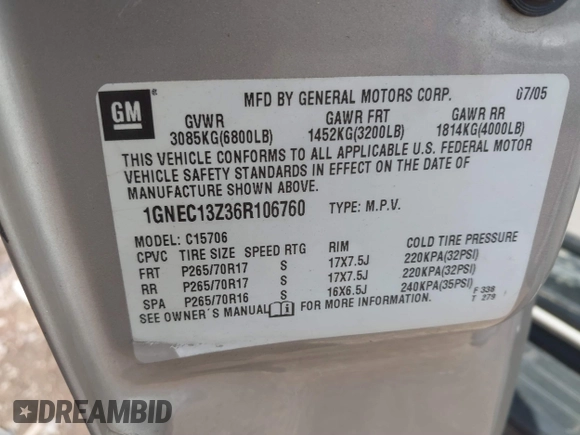 GM
MFD BY GENERAL MOTORS CORP. 07/05
GVWR GAWR FRT GAWR RR
3085KG(6800LB) 1452KG(3200LB) 1814KG(4000LB)
THIS VEHICLE CONFORMS TO ALL APPLICABLE U.S. FEDERAL MOTOR
VEHICLE SAFETY STANDARDS IN EFFECT ON THE DATE OF
MANUFACTURE SHOWN ABOVE.
1GNEC13Z36R106760 TYPE: M.P.V.
MODEL: C15706
CPVC TIRE SIZE SPEED RTG RIM COLD TIRE PRESSURE
FRT P265/70R17 S 17X7.5J 220KPA(32PSI)
RR P265/70R17 S 17X7.5J 220KPA(32PSI)
SPA P265/70R16 S 16X6.5J 240KPA(35PSI)
SEE OWNER´S MANUAL i FOR MORE INFORMATION.
F 338
T 279
DREAMBID